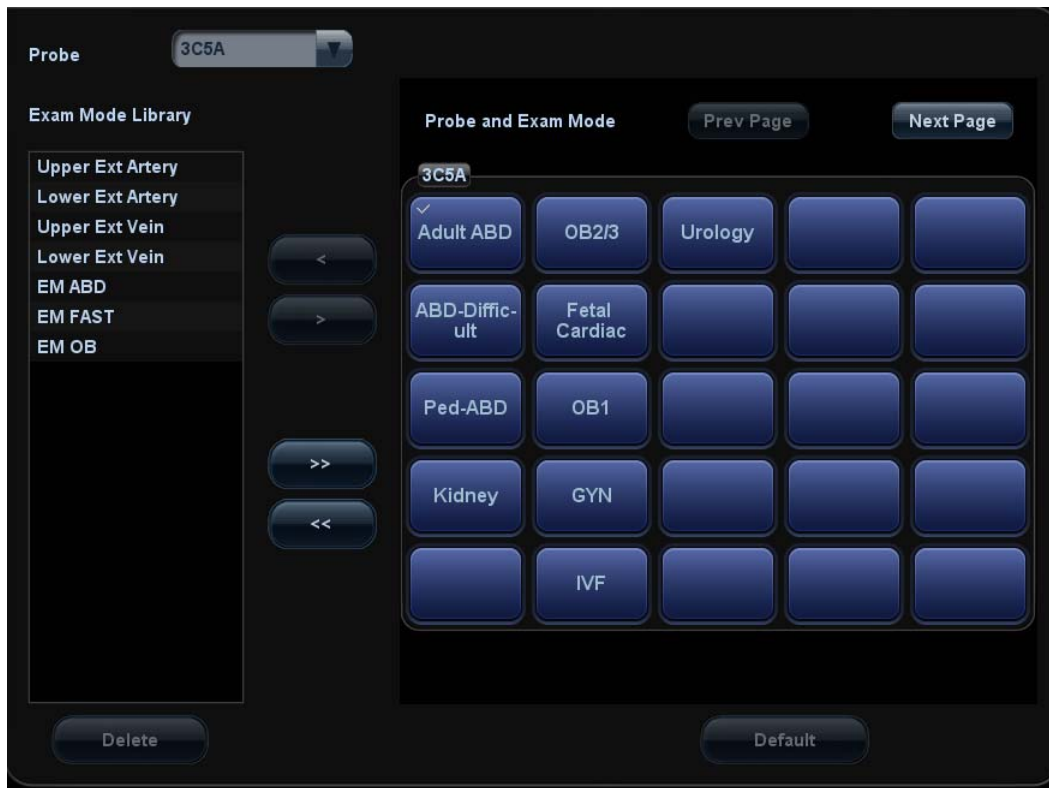 Probe
3C5A
Exam Mode Library
Upper Ext Artery
Lower Ext Artery
Upper Ext Vein
Lower Ext Vein
EM ABD
EM FAST
EM OB
<
>
>>
<<
Delete
Probe and Exam Mode
Prev Page
Next Page
3C5A
Adult ABD
OB2/3
Urology
ABD-Diffic-
ult
Fetal
Cardiac
Ped-ABD
OB1
Kidney
GYN
IVF
Default